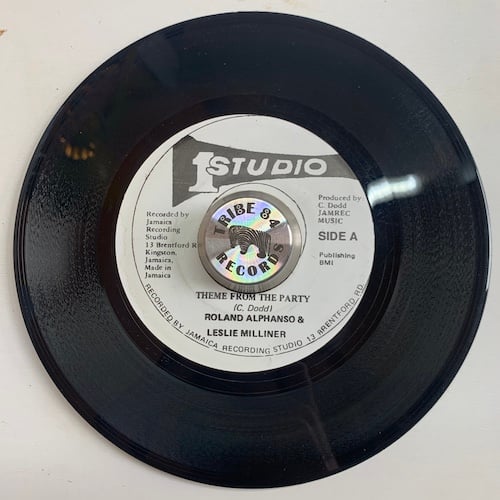 1 STUDIO
Recorded by
Jamaica
Recording
Studio
13 Brentford R
Kingston,
Jamaica,
Made in
Jamaica
TRIBE 84
RECORDS
Produced by
C. Dodd
JAMREC
MUSIC
SIDE A
Publishing
BMI
THEME FROM THE PARTY
(C. Dodd)
ROLAND ALPHANSO &
LESLIE MILLINER
RECORDED BY JAMAICA RECORDING STUDIO 13 BRENTFORD RD